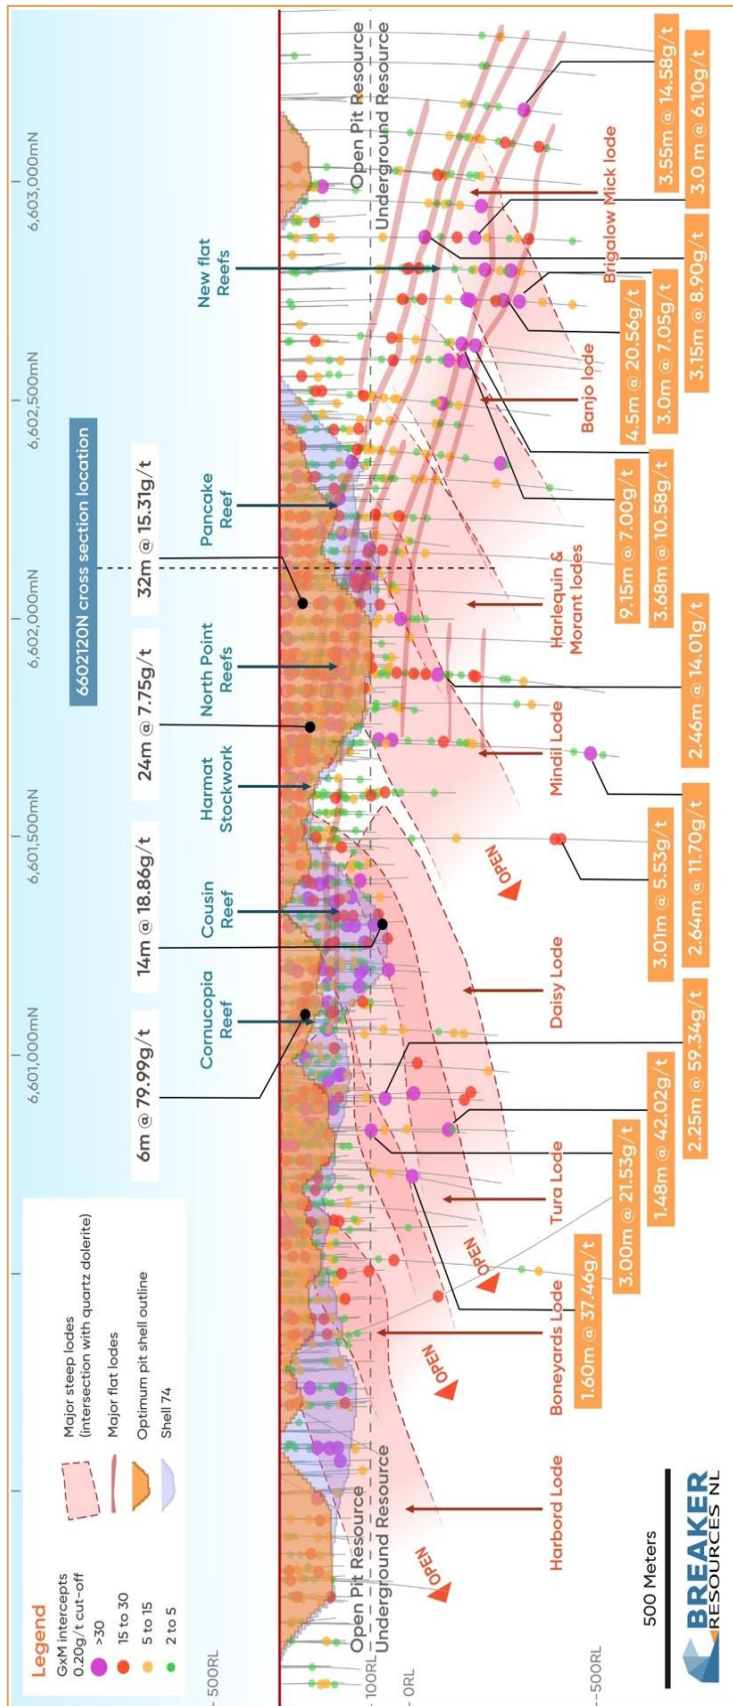 6,601,000mN
6,601,500mN
6,602,000mN
6,602,500mN
6,603,000mN
Legend
GxM intercepts
0.20g/t cut-off
>30
15 to 30
5 to 15
2 to 5
Major steep lodes
(intersection with quartz dolerite)
Major flat lodes
Optimum pit shell outline
Shell 74
6602120N cross section location
6m @ 79.99g/t
14m @ 18.86g/t
24m @ 7.75g/t
32m @ 15.31g/t
Cornucopia
Reef
Cousin
Reef
Harmat
Stockwork
North Point
Reefs
Pancake
Reef
New flat
Reefs
500RL
100RL
0RL
-500RL
Open Pit Resource
Underground Resource
Open Pit Resource
Underground Resource
OPEN
OPEN
OPEN
OPEN
Harbord Lode
Boneyards Lode
Tura Lode
Daisy Lode
Mindil Lode
Harlequin &
Morant lodes
Banjo lode
Brigalow Mick lode
1.60m @ 37.46g/t
3.00m @ 21.53g/t
1.48m @ 42.02g/t
2.25m @ 59.34g/t
3.01m @ 5.53g/t
2.64m @ 11.70g/t
2.46m @ 14.01g/t
9.15m @ 7.00g/t
3.68m @ 10.58g/t
4.5m @ 20.56g/t
3.0m @ 7.05g/t
3.15m @ 8.90g/t
3.55m @ 14.58g/t
3.0 m @ 6.10g/t
500 Meters
BREAKER
RESOURCES NL